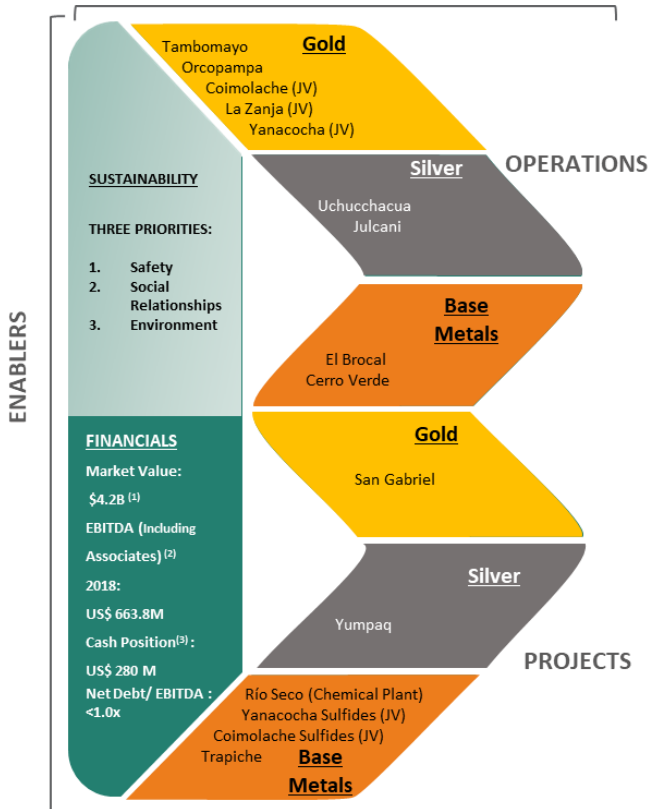 ENABLERS
SUSTAINABILITY
THREE PRIORITIES:
1. Safety
2. Social
Relationships
3. Environment
FINANCIALS
Market Value:
$4.2B (1)
EBITDA (Including
Associates) (2)
2018:
US$ 663.8M
Cash Position(3) :
US$ 280 M
Net Debt/ EBITDA :
<1.0x
OPERATIONS
Gold
Tambomayo
Orcopampa
Coimolache (JV)
La Zanja (JV)
Yanacocha (JV)
Silver
Uchucchacua
Julcani
Base
Metals
El Brocal
Cerro Verde
PROJECTS
Gold
San Gabriel
Silver
Yumpaq
Río Seco (Chemical Plant)
Yanacocha Sulfides (JV)
Coimolache Sulfides (JV)
Trapiche
Base
Metals